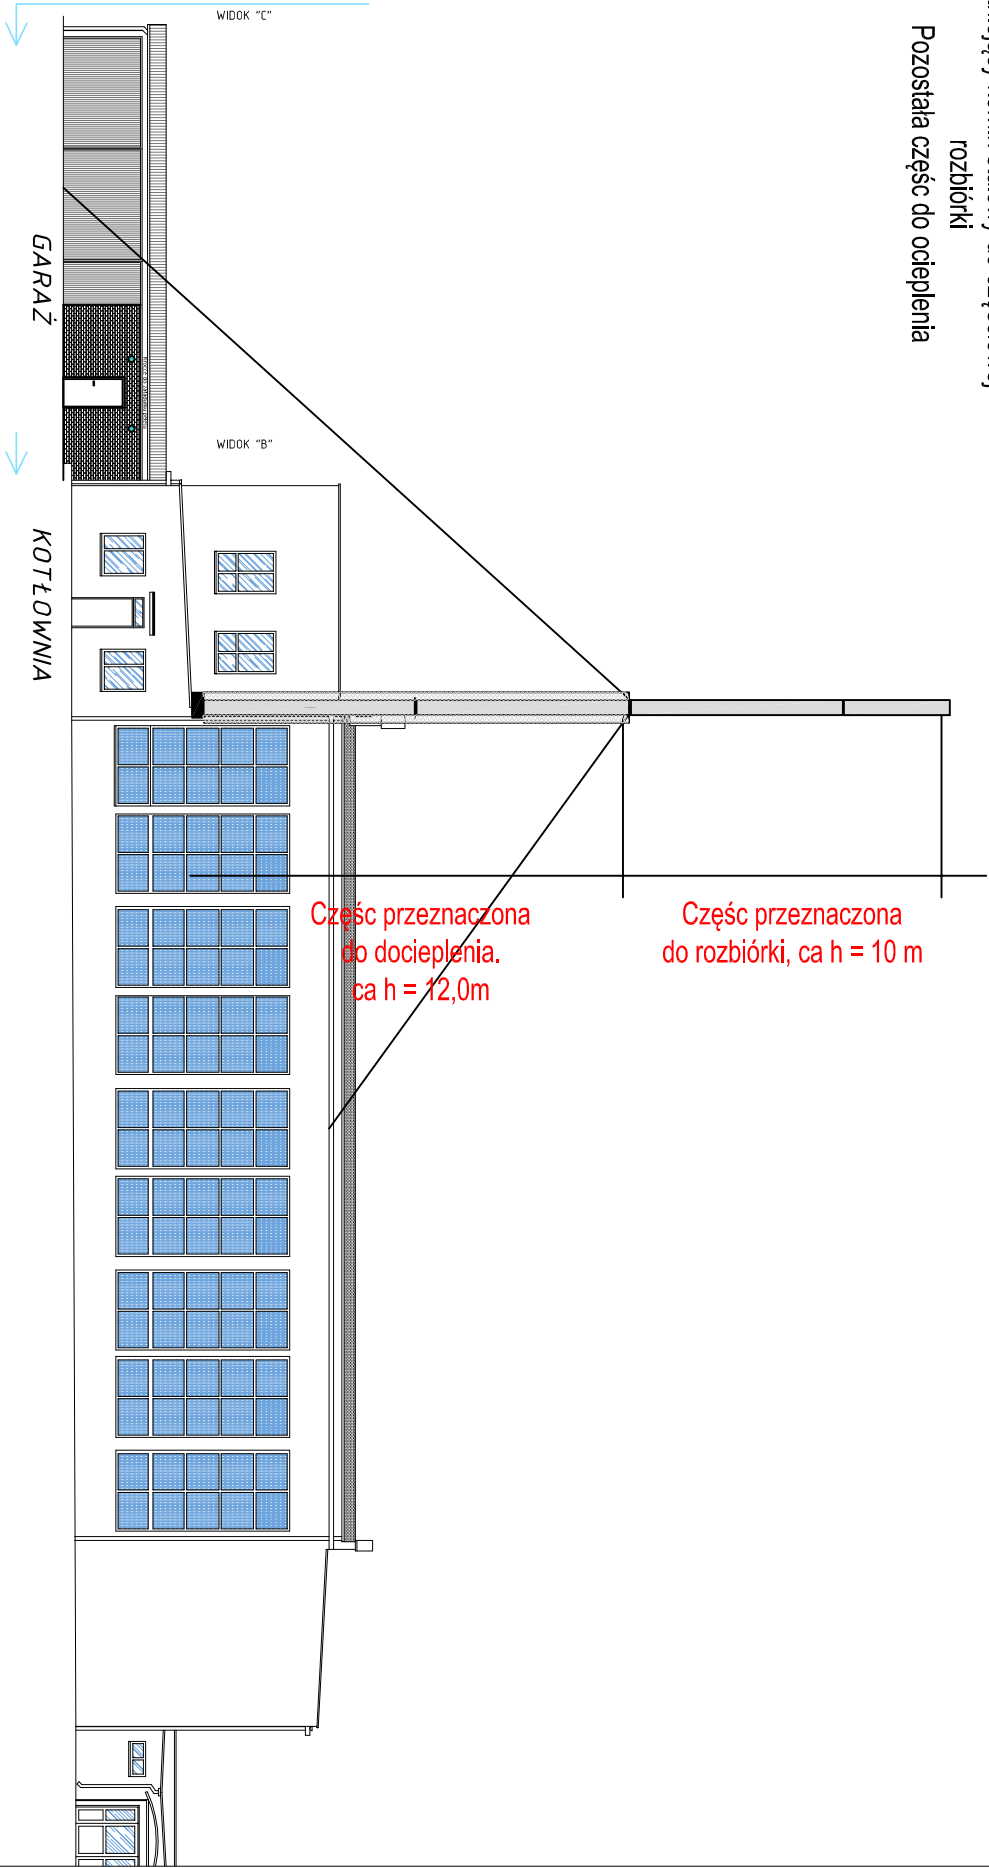 WIDOK "C"
rozbiórki
Pozostała częśc do ocieplenia
GARAŻ
WIDOK "B"
KOTŁOWNIA
Częśc przeznaczona
do docieplenia.
ca h = 12,0m
Częśc przeznaczona
do rozbiórki, ca h = 10 m